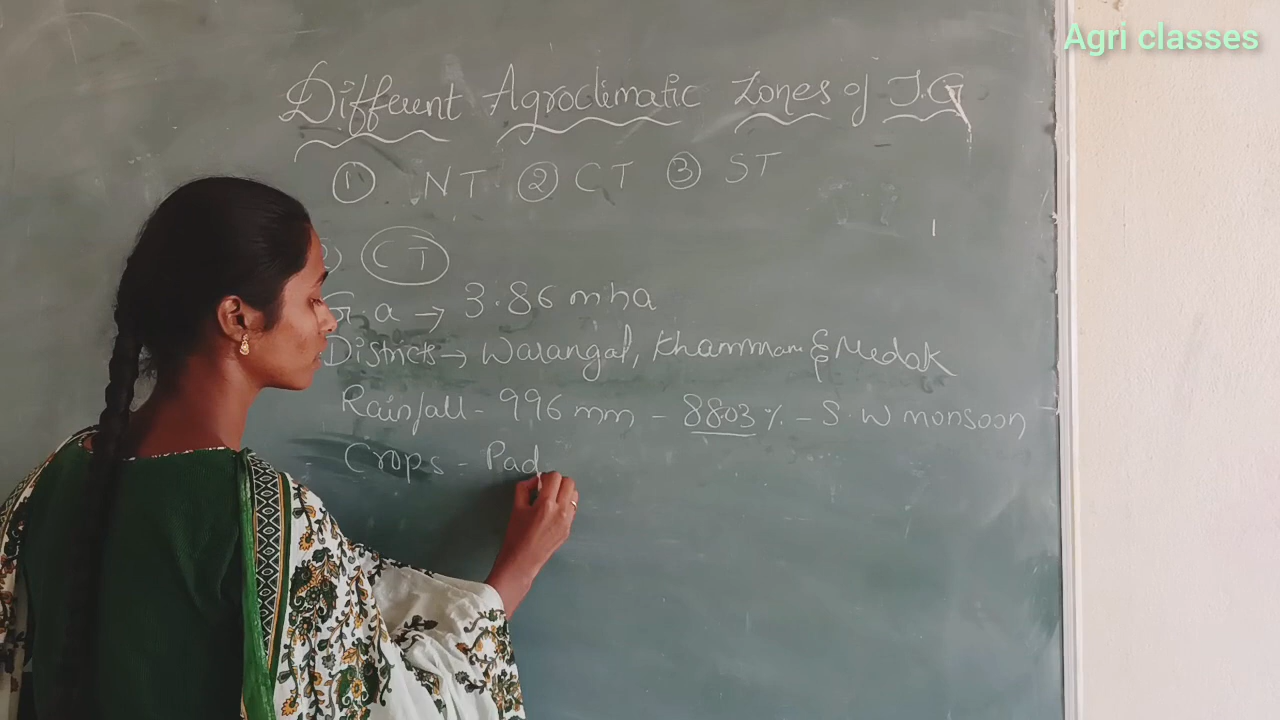 Agri classes
Different Agroclimatic Zones of T.G
① NT ② CT ③ ST
2) CT
G.a → 3.86 mha
Districts → Warangal, Khammam & Medak
Rainfall - 996 mm - 8803 % - S.W monsoon
Crops - Pad